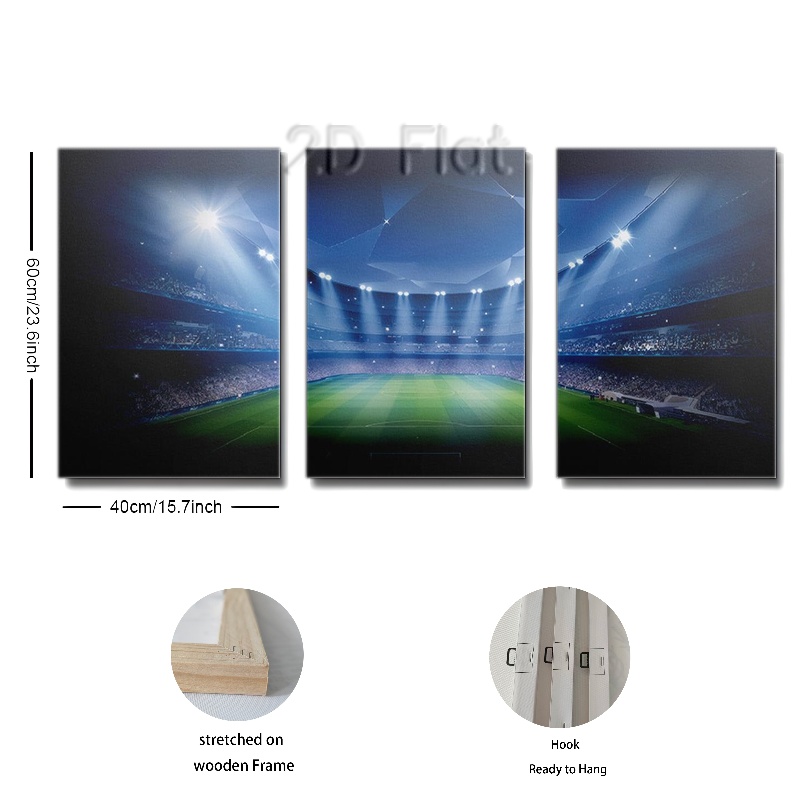 2D Flat
60cm/23.6inch
40cm/15.7inch
stretched on
wooden Frame
Hook
Ready to Hang